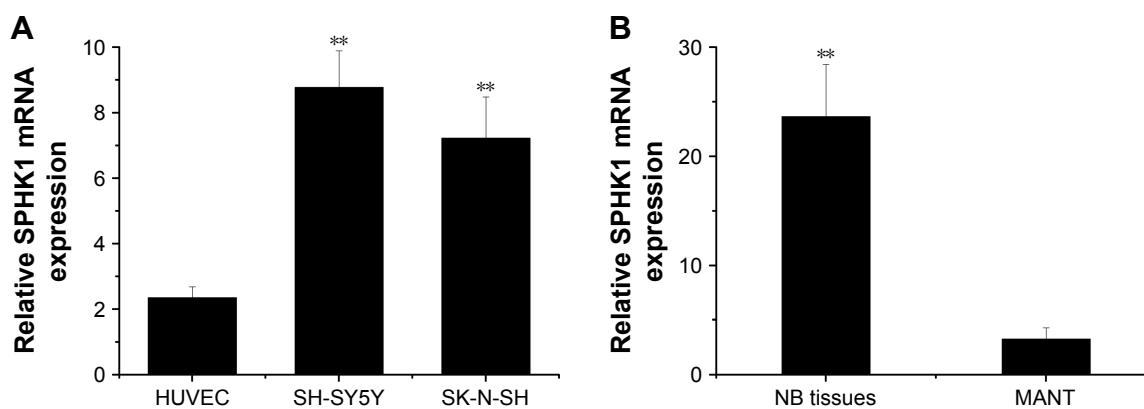 A
Relative SPHK1 mRNA
expression
10
8
6
4
2
0
**
**
HUVEC
SH-SY5Y
SK-N-SH
B
Relative SPHK1 mRNA
expression
30
20
10
0
**
NB tissues
MANT